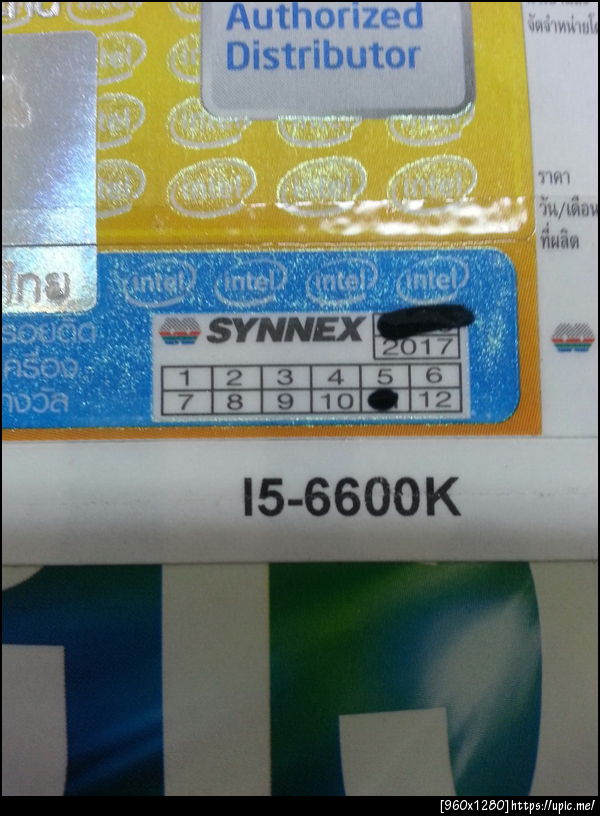 Authorized
Distributor
จัดจำหน่ายโด
ราคา
วัน/เดือน
ที่ผลิต
intel intel intel intel
ไทย
SYNNEX
2017
1 2 3 4 5 6
7 8 9 10 12
I5-6600K
i5
[960x1280]https://upic.me/